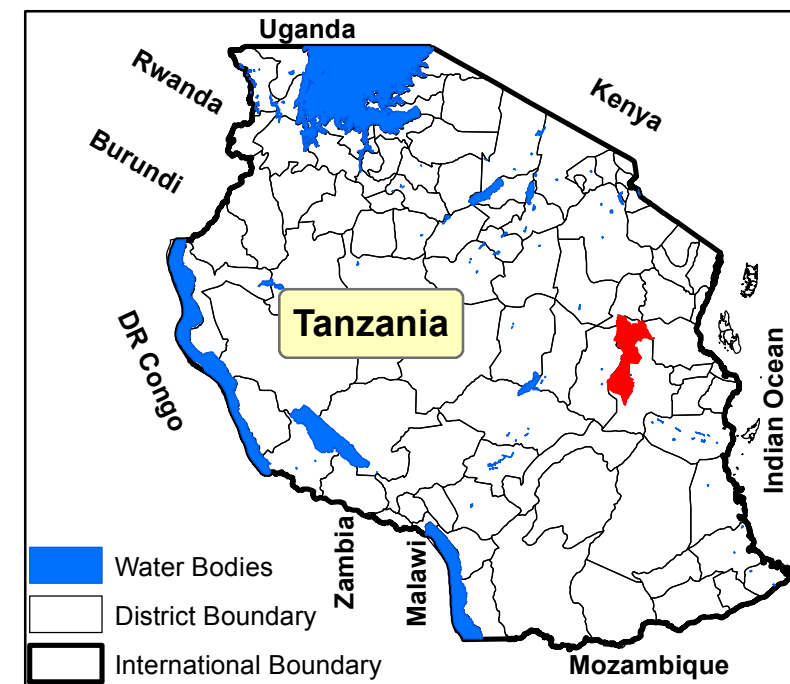 Uganda
Rwanda
Kenya
Burundi
Tanzania
DR Congo
Indian Ocean
Zambia
Malawi
Water Bodies
District Boundary
International Boundary
Mozambique